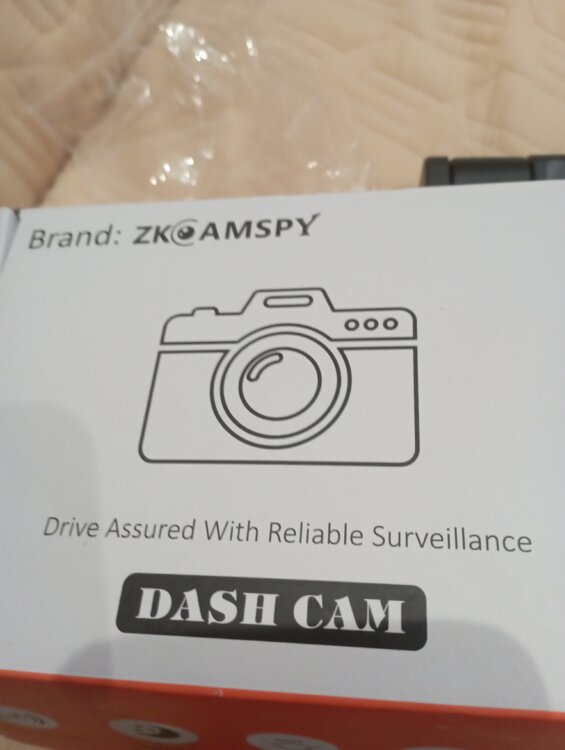 Brand: ZKCAMSPY
Drive Assured With Reliable Surveillance
DASH CAM